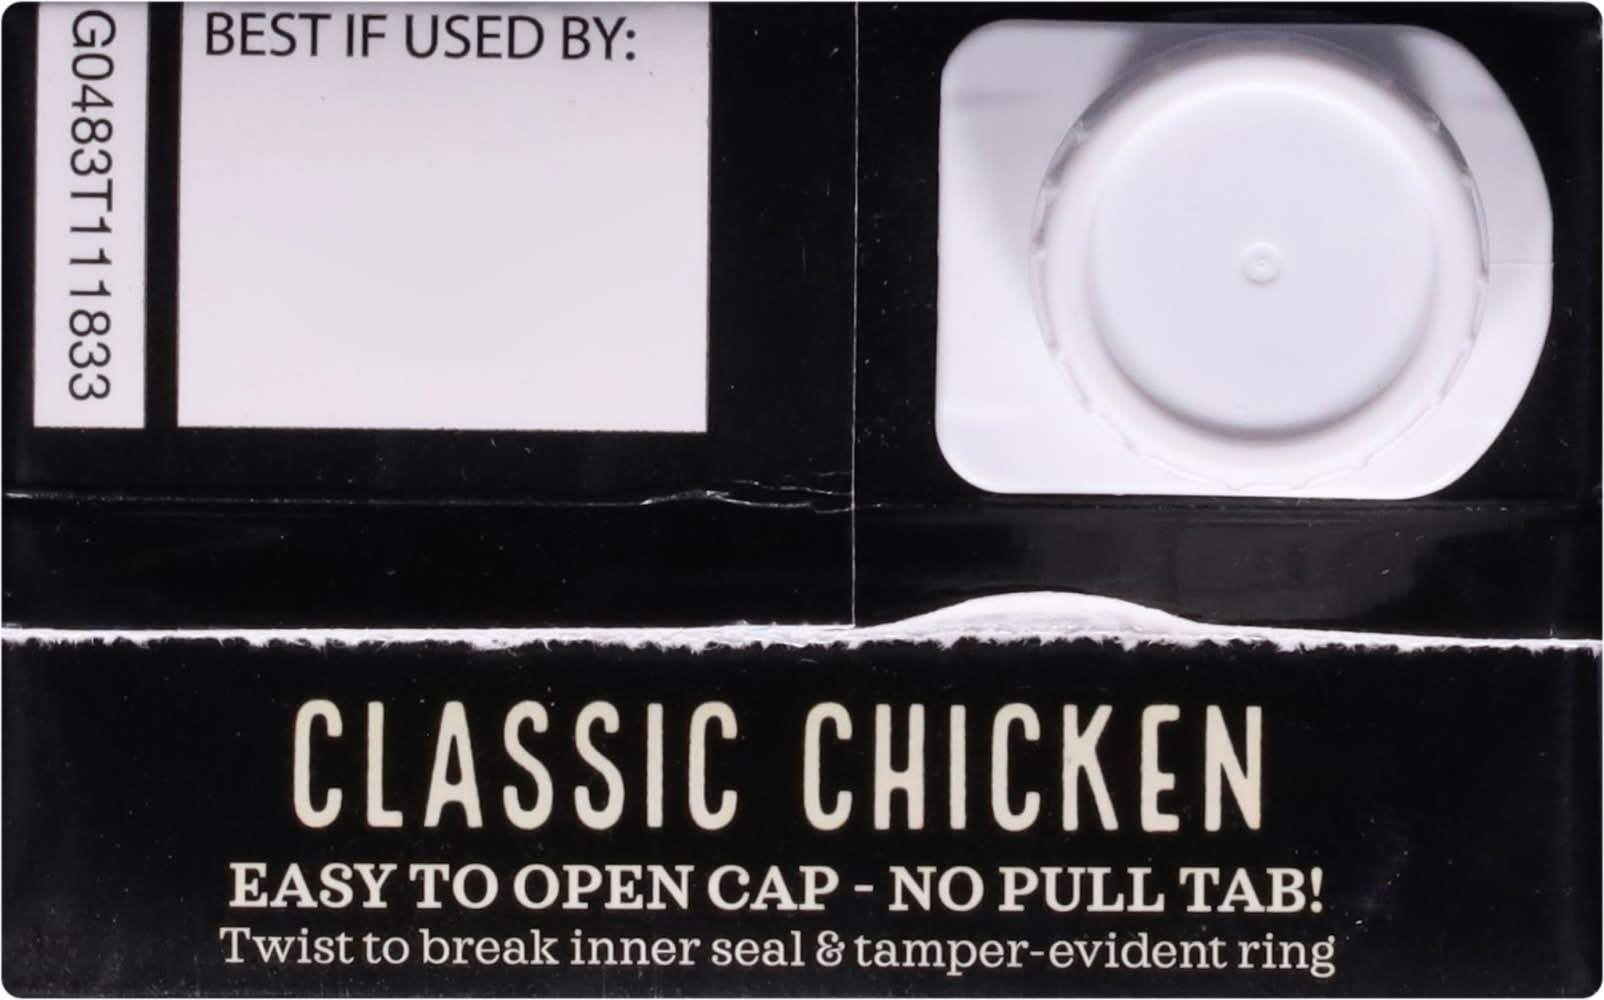 G0483T111833
BEST IF USED BY:
CLASSIC CHICKEN
EASY TO OPEN CAP - NO PULL TAB!
Twist to break inner seal & tamper-evident ring